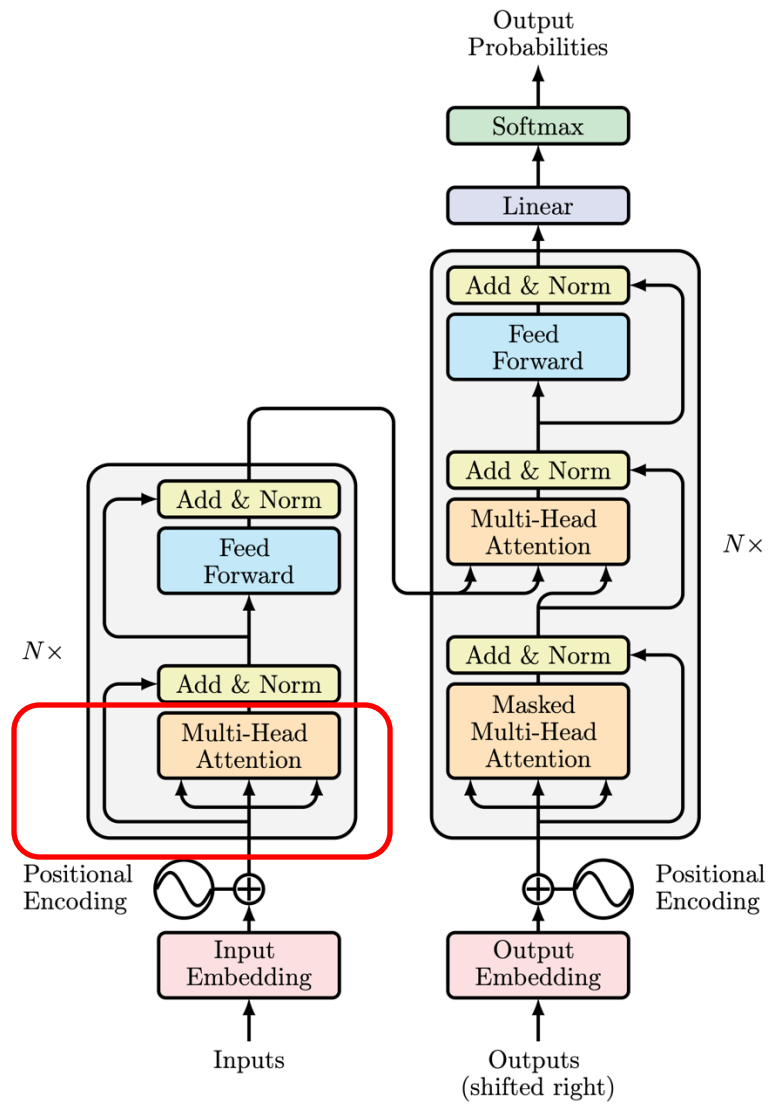 Output
Probabilities
Softmax
Linear
Add & Norm
Feed
Forward
Add & Norm
Multi-Head
Attention
N×
Add & Norm
Masked
Multi-Head
Attention
Add & Norm
Feed
Forward
N×
Add & Norm
Multi-Head
Attention
Positional
Encoding
Positional
Encoding
Input
Embedding
Output
Embedding
Inputs
Outputs
(shifted right)